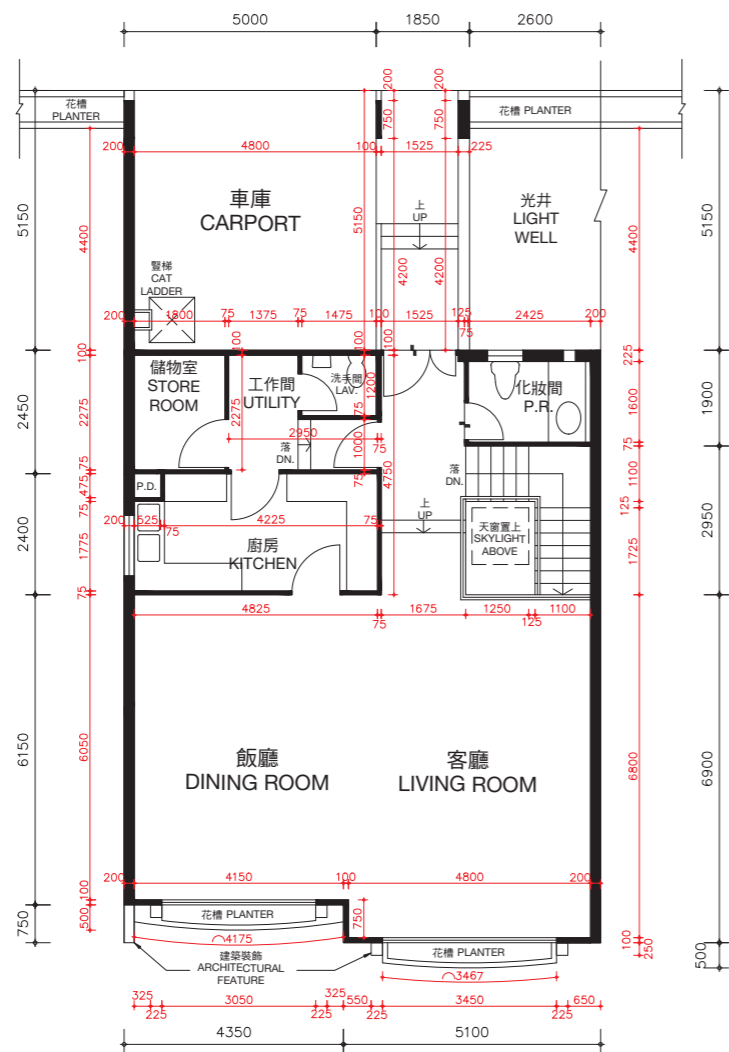 5000
1850
2600
花槽
PLANTER
花槽 PLANTER
200
200
750
750
200
4800
100
1525
225
車庫
CARPORT
光井
LIGHT
WELL
上
UP
5150
4400
5150
4200
4200
4400
5150
豎梯
CAT
LADDER
200
1800
75
1375
75
1475
100
1525
125
75
2425
200
100
100
100
100
225
儲物室
STORE
ROOM
工作間
UTILITY
洗手間
LAV.
化妝間
P.R.
2450
2275
2275
1200
1600
1900
75
2950
75
75
落
DN.
1000
4750
落
DN.
75
75
475
P.D.
1100
上
UP
天窗置上
SKYLIGHT
ABOVE
125
75
200
525
75
4225
75
廚房
KITCHEN
2400
1775
1725
2950
75
4825
75
1675
1250
125
1100
飯廳
DINING ROOM
客廳
LIVING ROOM
6150
6050
6800
6900
200
4150
100
4800
200
100
750
500
花槽 PLANTER
750
4175
花槽 PLANTER
100
250
500
建築裝飾
ARCHITECTURAL
FEATURE
3467
325
225
3050
225
325
550
225
3450
225
650
4350
5100